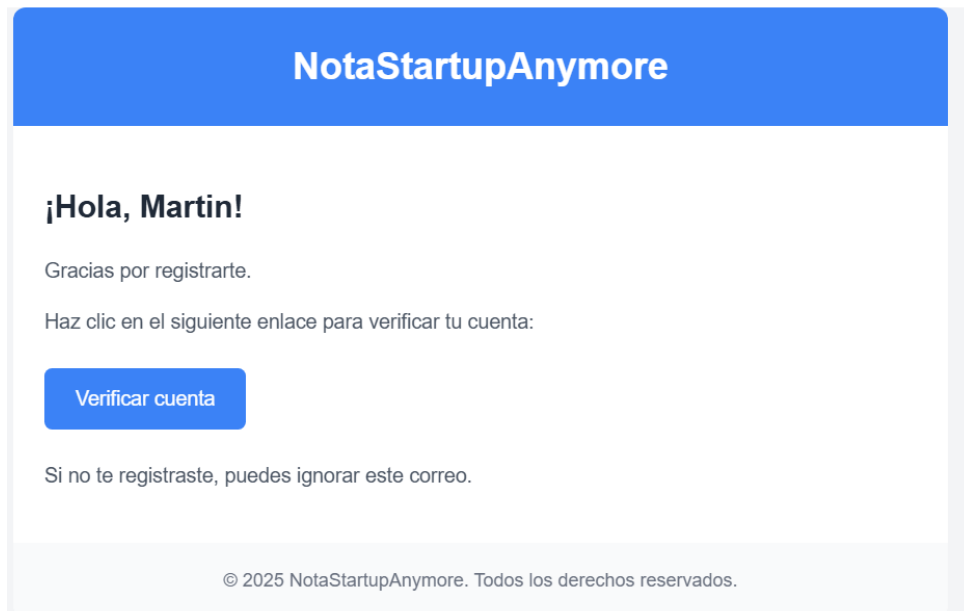 NotaStartupAnymore
¡Hola, Martin!
Gracias por registrarte.
Haz clic en el siguiente enlace para verificar tu cuenta:
Verificar cuenta
Si no te registraste, puedes ignorar este correo.
© 2025 NotaStartupAnymore. Todos los derechos reservados.